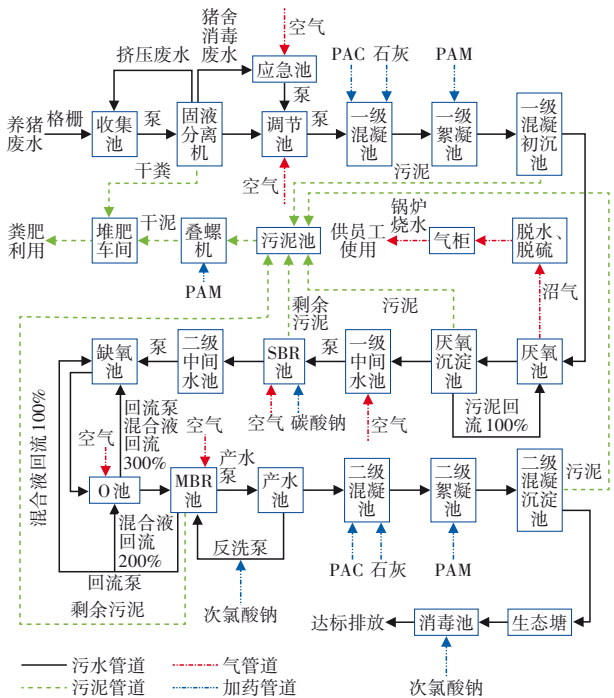 猪舍
消毒
废水
空气
挤压废水
应急池
PAC 石灰
PAM
泵
养猪
废水
格栅
收集
池
泵
固液
分离
机
调节
池
泵
一级
混凝
池
一级
絮凝
池
一级
混凝
初沉
池
干粪
空气
污泥
粪肥
利用
堆肥
车间
干泥
叠螺
机
污泥池
供员工
使用
锅炉
烧水
气柜
脱水、
脱硫
PAM
剩余
污泥
污泥
沼气
缺氧
池
泵
二级
中间
水池
SBR
池
泵
一级
中间
水池
厌氧
沉淀
池
厌氧
池
混合液回流 100%
回流泵
混合液
回流
300%
空气
碳酸钠
空气
污泥回
流100%
空气
空气
O池
MBR
池
产水
泵
产水
池
二级
混凝
池
二级
絮凝
池
二级
混凝
沉淀
池
污泥
混合液
回流
200%
反洗泵
回流泵
PAC 石灰
PAM
剩余污泥
次氯酸钠
达标排放
消毒池
生态塘
污水管道
气管道
污泥管道
加药管道
次氯酸钠